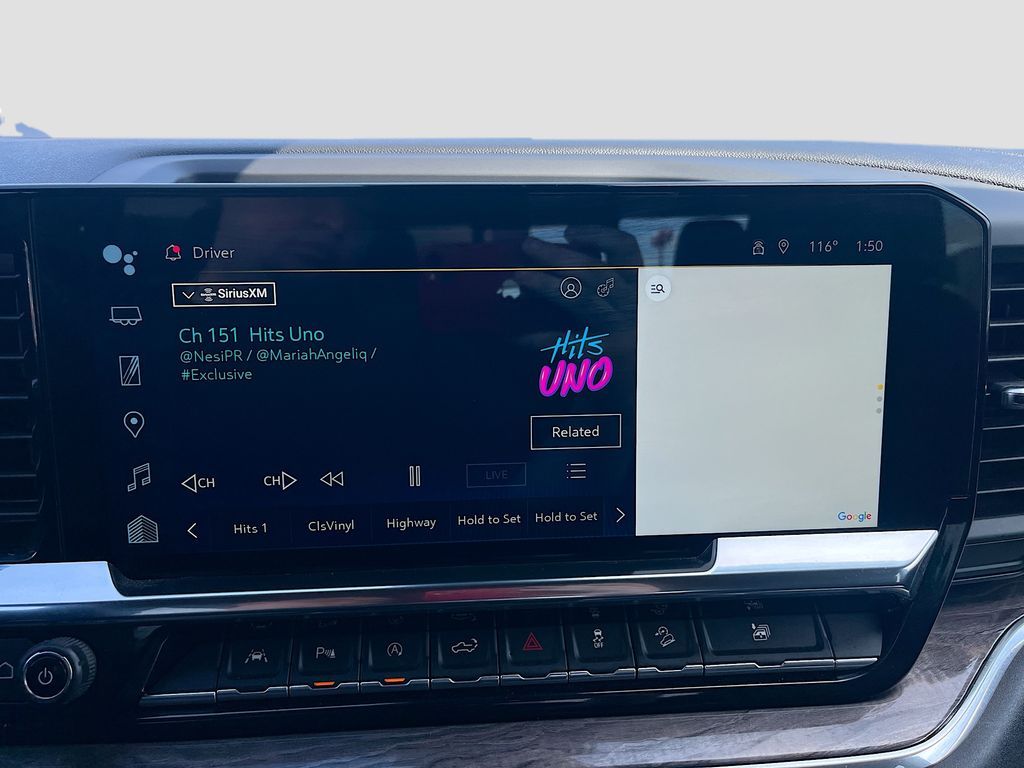 Driver
116° 1:50
SiriusXM
Ch 151 Hits Uno
@NesiPR / @MariahAngeliq /
#Exclusive
Hits
UNO
Related
CH
CH
LIVE
Hits 1 ClsVinyl Highway Hold to Set Hold to Set
Google
P
A
OFF